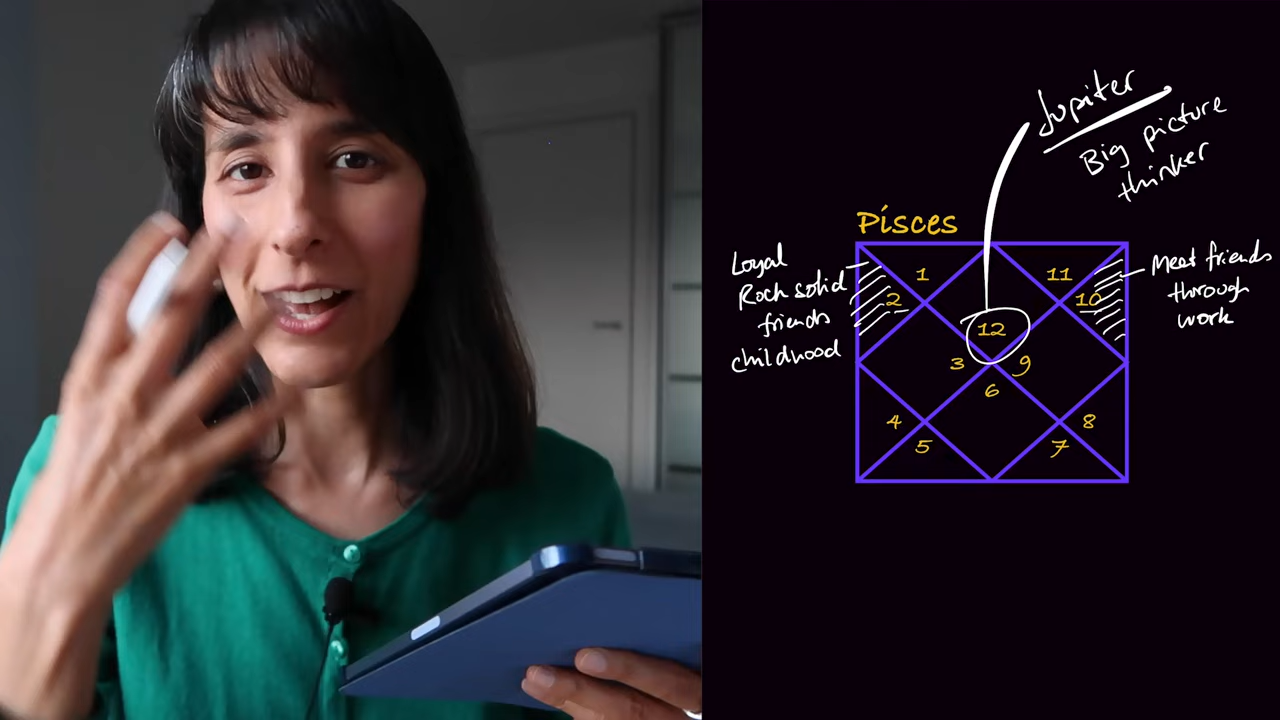 Jupiter
Big picture
thinker
Pisces
Loyal
Rock solid
friends
childhood
Meet friends
through
work
1
11
2
10
12
3
9
6
4
8
5
7